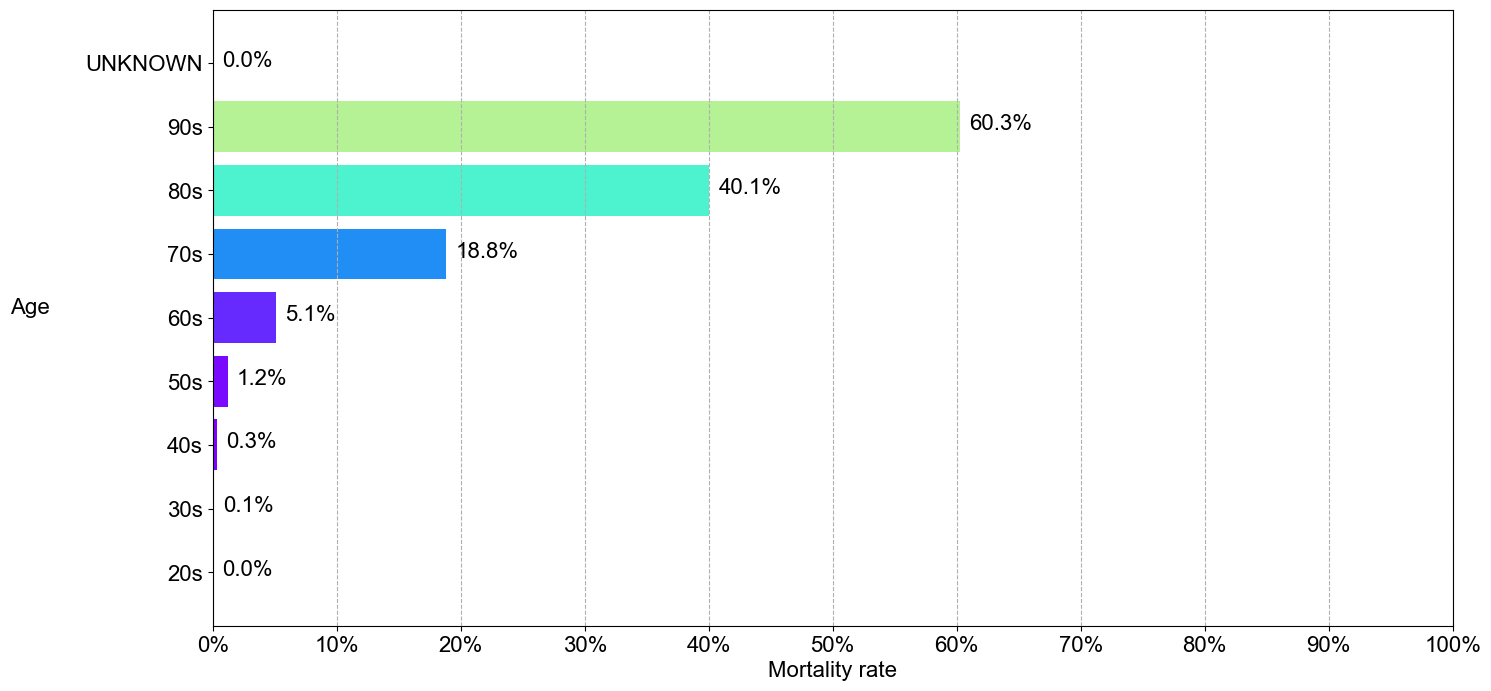 UNKNOWN 0.0%
90s 60.3%
80s 40.1%
70s 18.8%
60s 5.1%
Age
50s 1.2%
40s 0.3%
30s 0.1%
20s 0.0%
0% 10% 20% 30% 40% 50% 60% 70% 80% 90% 100%
Mortality rate